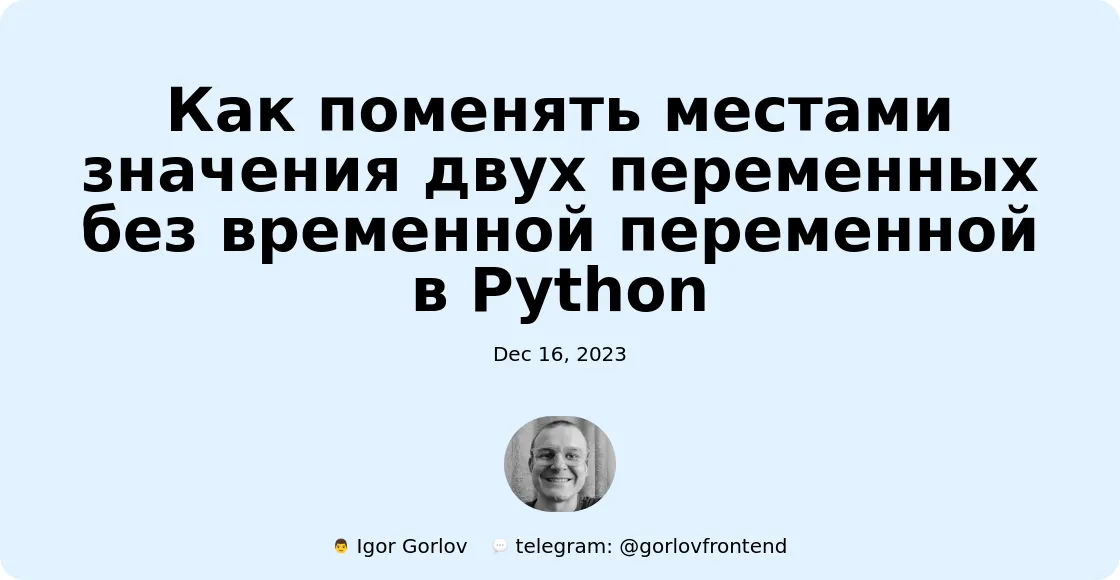 Как поменять местами
значения двух переменных
без временной переменной
в Python
Dec 16, 2023
Igor Gorlov telegram: @gorlovfrontend